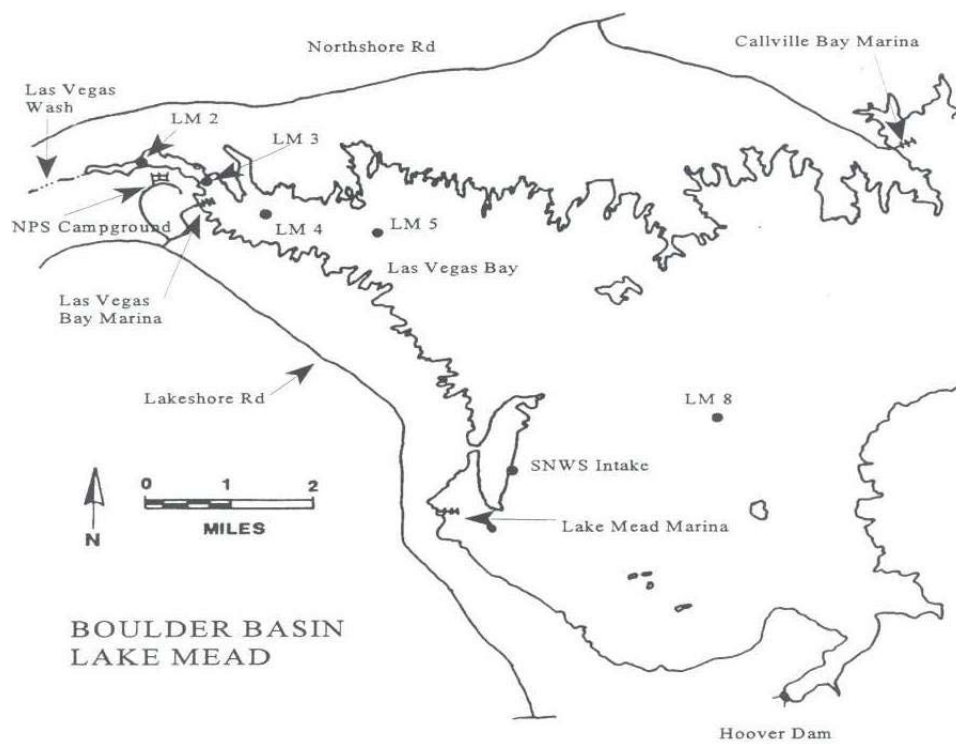 Northshore Rd
Callville Bay Marina
Las Vegas
Wash
LM 2
LM 3
NPS Campground
LM 4
LM 5
Las Vegas Bay
Las Vegas
Bay Marina
Lakeshore Rd
LM 8
SNWS Intake
0 1 2
MILES
N
Lake Mead Marina
BOULDER BASIN
LAKE MEAD
Hoover Dam